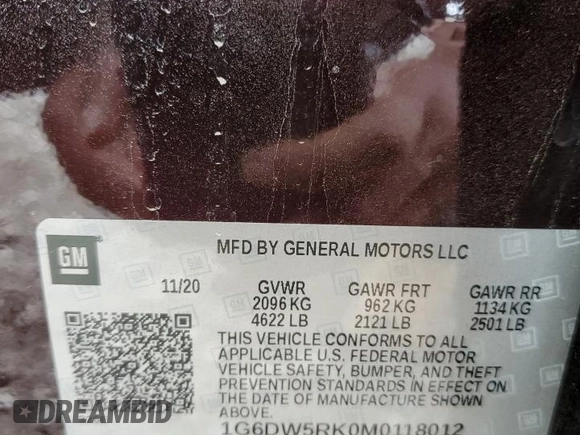 GM
MFD BY GENERAL MOTORS LLC
11/20 GVWR GAWR FRT GAWR RR
2096 KG 962 KG 1134 KG
4622 LB 2121 LB 2501 LB
THIS VEHICLE CONFORMS TO ALL
APPLICABLE U.S. FEDERAL MOTOR
VEHICLE SAFETY, BUMPER, AND THEFT
PREVENTION STANDARDS IN EFFECT ON
THE DATE OF MANUFACTURE SHOWN
ABOVE.
1G6DW5RK0M0118012
DREAMBID